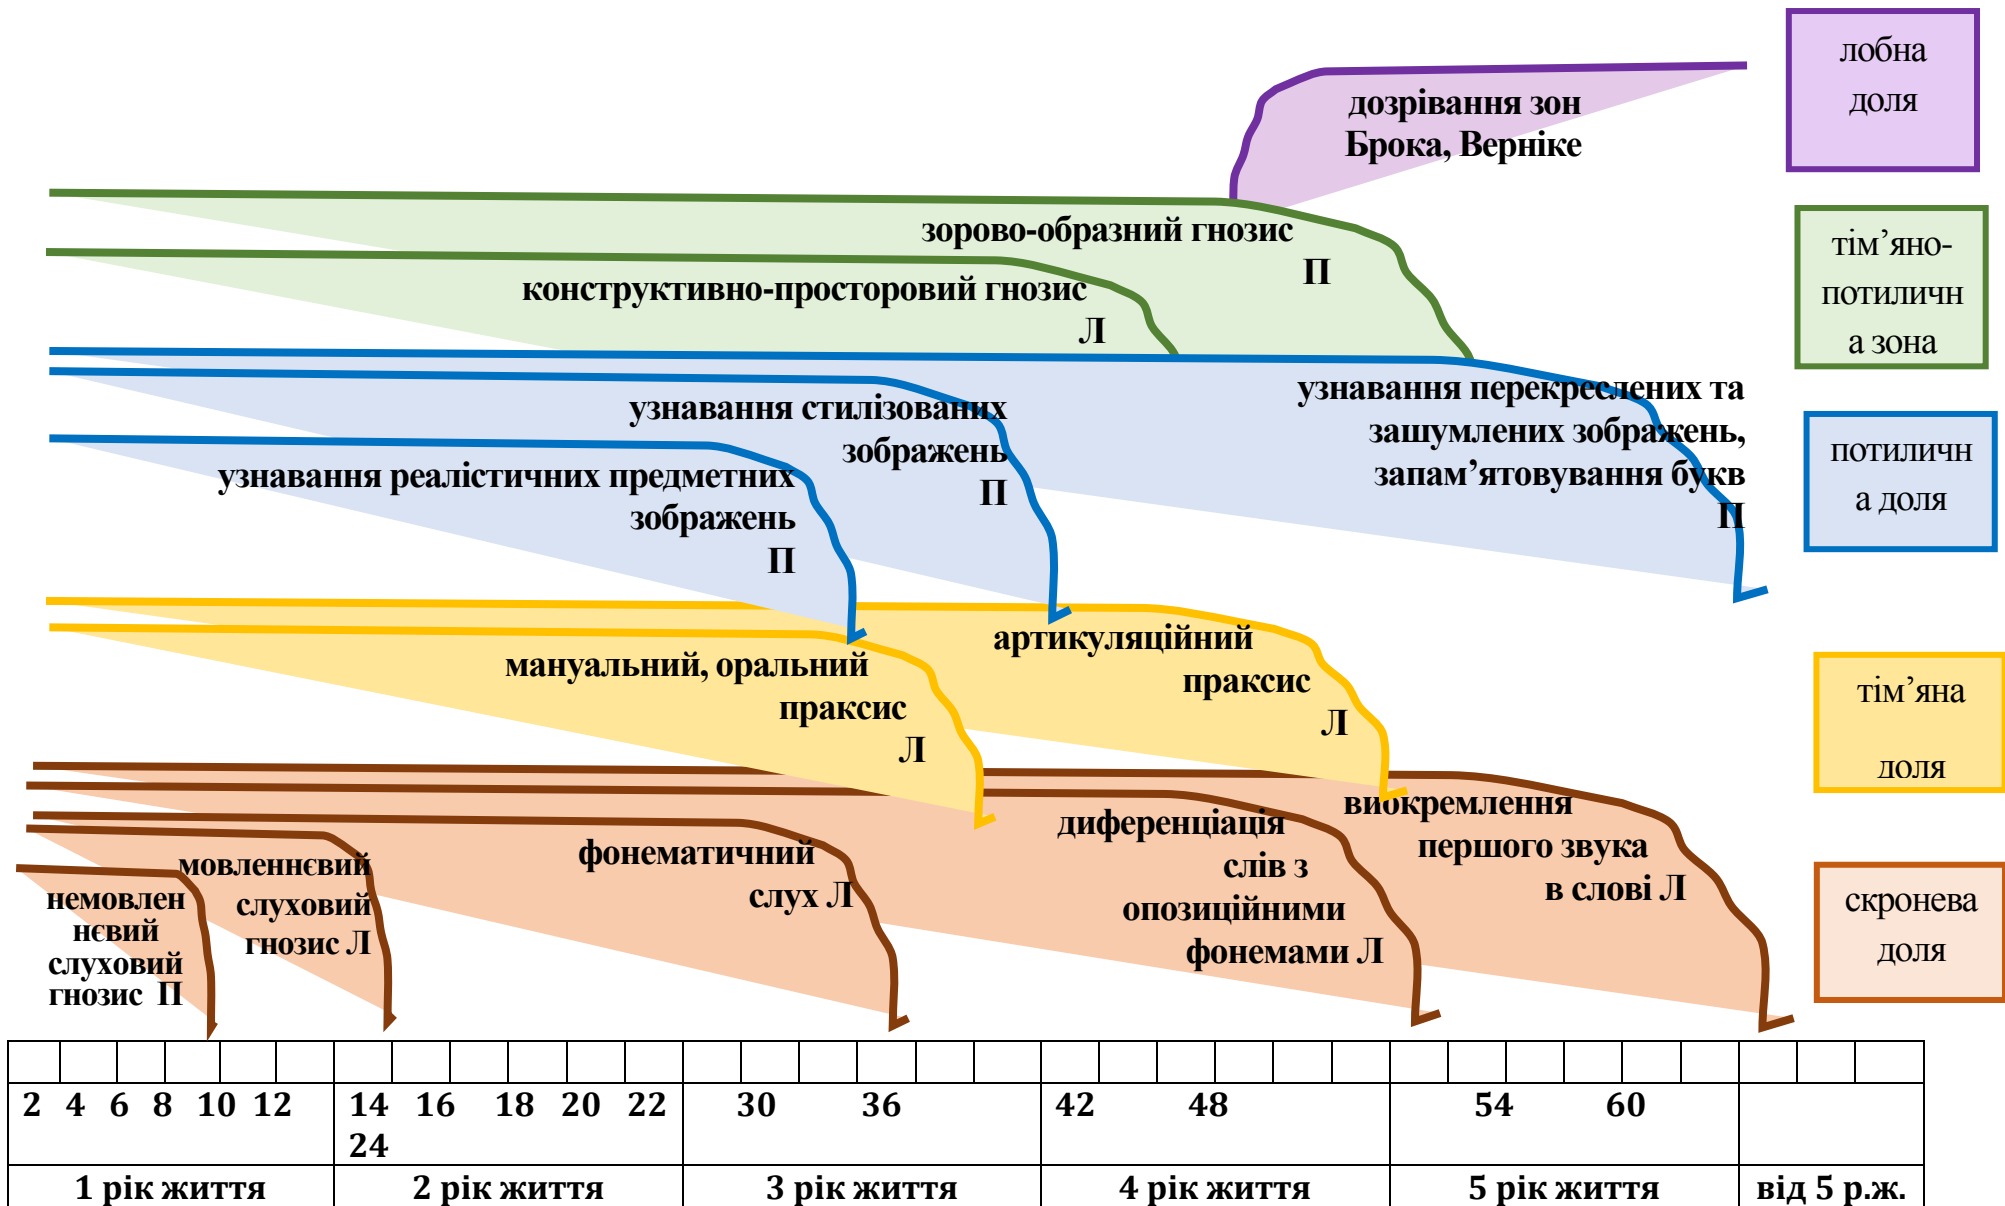 лобна
доля
дозрівання зон
Брока, Верніке
зорово-образний гнозис
П
тім’яно-
потиличн
а зона
конструктивно-просторовий гнозис
Л
узнавання перекреслених та
зашумлених зображень,
запам’ятовування букв
П
узнавання стилізованих
зображень
П
потиличн
а доля
узнавання реалістичних предметних
зображень
П
артикуляційний
праксис
Л
мануальний, оральний
праксис
Л
тім’яна
доля
виокремлення
першого звука
в слові Л
диференціація
слів з
опозиційними
фонемами Л
фонематичний
слух Л
мовленнєвий
слуховий
гнозис Л
немовлен
нєвий
слуховий
гнозис П
скронева
доля
2 4 6 8 10 12 14 16 18 20 22 30 36 42 48 54 60
24
1 рік життя 2 рік життя 3 рік життя 4 рік життя 5 рік життя від 5 р.ж.